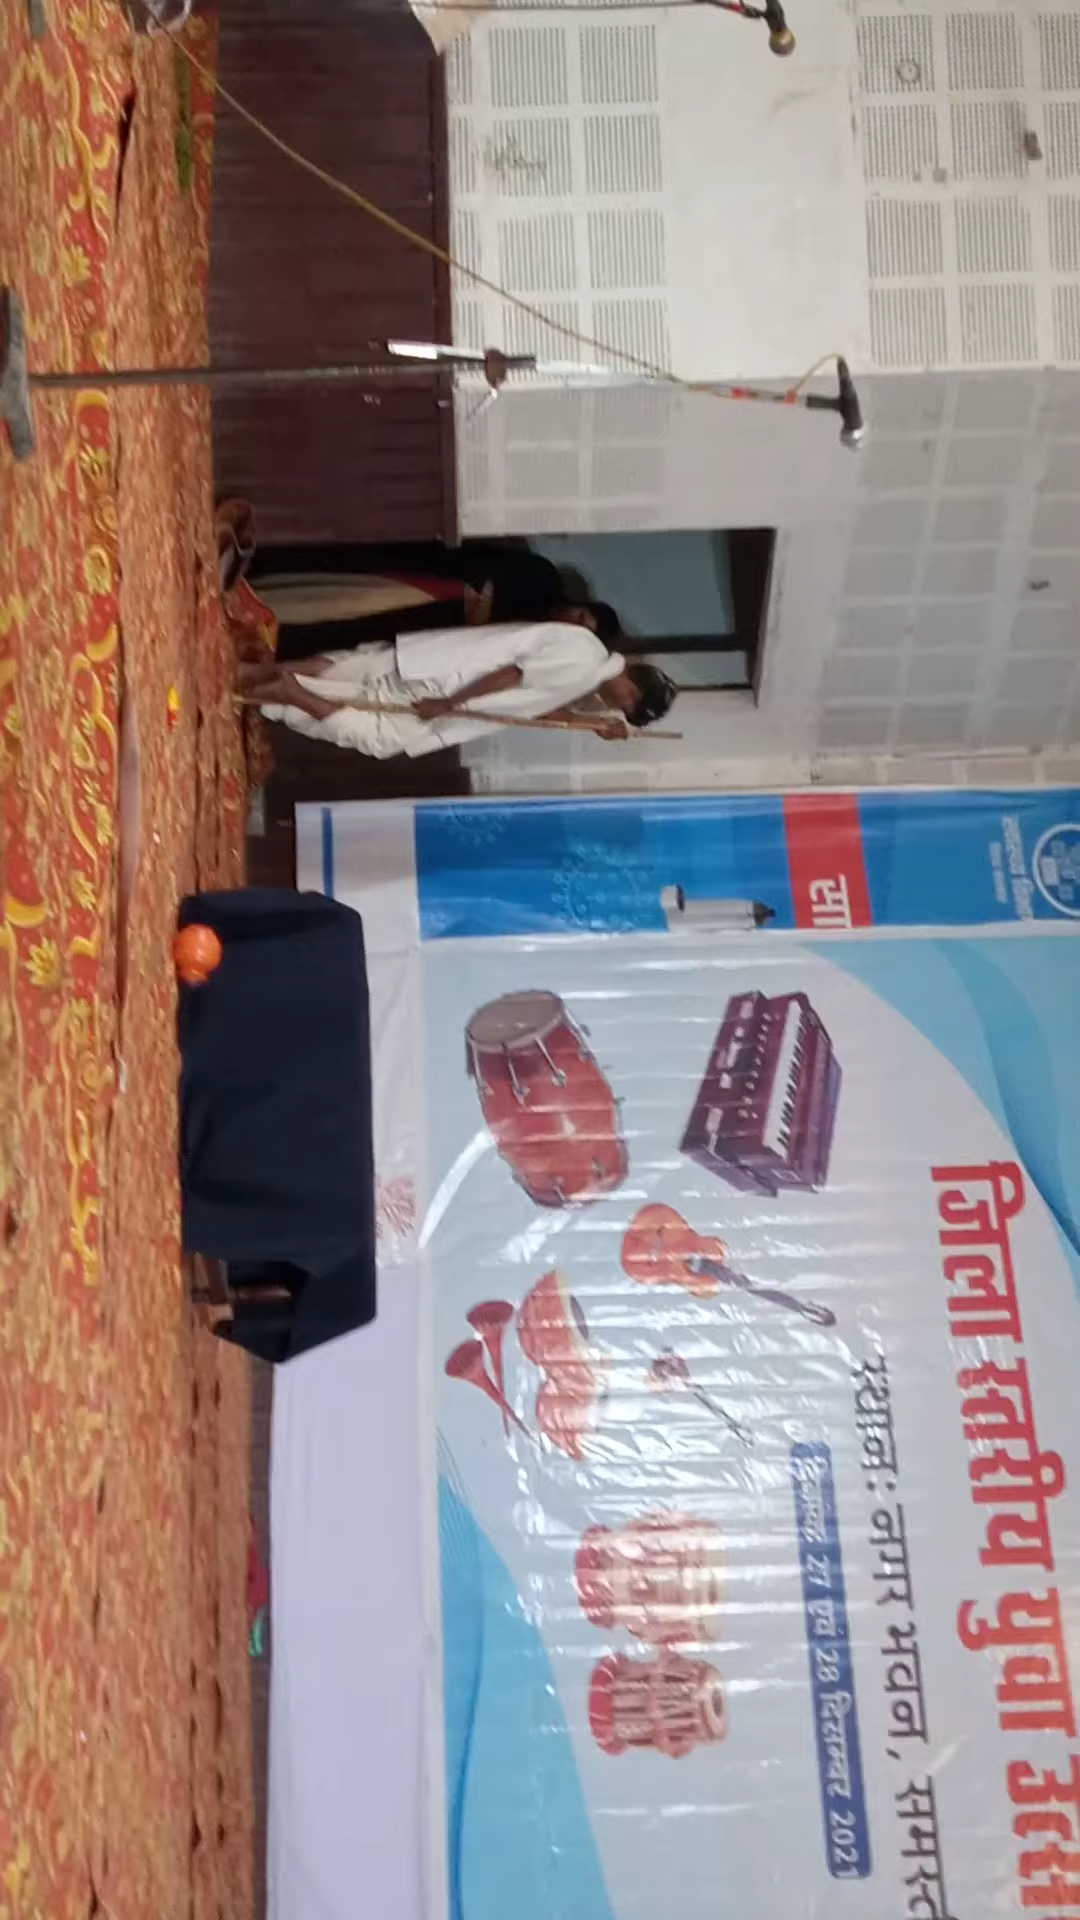 जिला स्तरीय युवा उत्स
स्थान: नगर भवन, समस्त
दिनांक 27 एवं 28 दिसम्बर 2021
सा